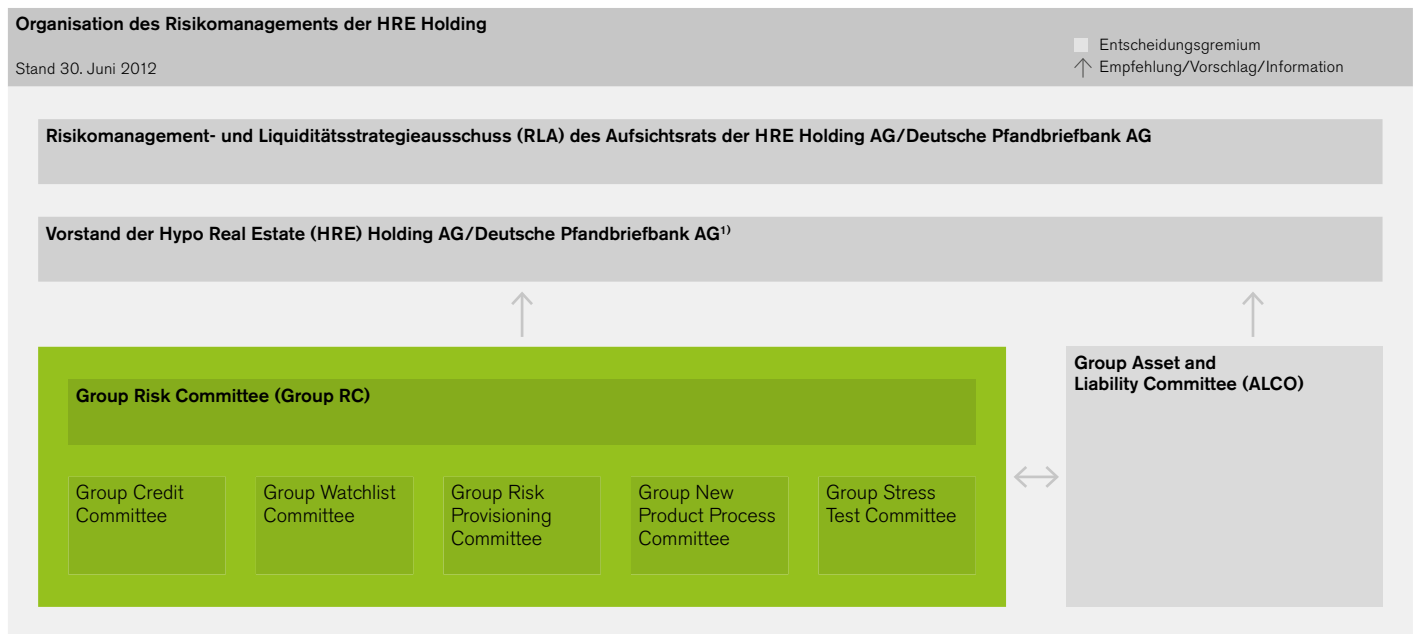 Organisation des Risikomanagements der HRE Holding
Stand 30. Juni 2012
Entscheidungsgremium
Empfehlung/Vorschlag/Information
Risikomanagement- und Liquiditätsstrategieausschuss (RLA) des Aufsichtsrats der HRE Holding AG/Deutsche Pfandbriefbank AG
Vorstand der Hypo Real Estate (HRE) Holding AG/Deutsche Pfandbriefbank AG¹⁾
Group Risk Committee (Group RC)
Group Credit
Committee
Group Watchlist
Committee
Group Risk
Provisioning
Committee
Group New
Product Process
Committee
Group Stress
Test Committee
Group Asset and
Liability Committee (ALCO)